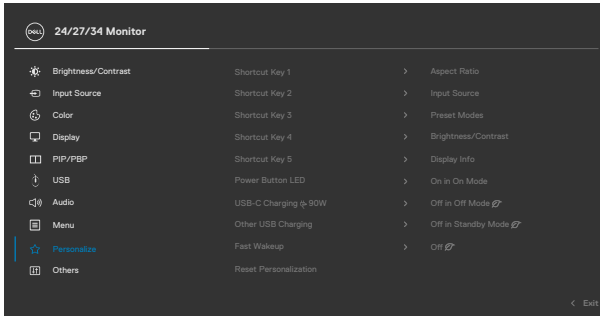 DELL 24/27/34 Monitor
Brightness/Contrast Shortcut Key 1 > Aspect Ratio
Input Source Shortcut Key 2 > Input Source
Color Shortcut Key 3 > Preset Modes
Display Shortcut Key 4 > Brightness/Contrast
PIP/PBP Shortcut Key 5 > Display Info
USB Power Button LED > On in On Mode
Audio USB-C Charging 90W > Off in Off Mode
Menu Other USB Charging > Off in Standby Mode
Personalize Fast Wakeup > Off
Others Reset Personalization
< Exit